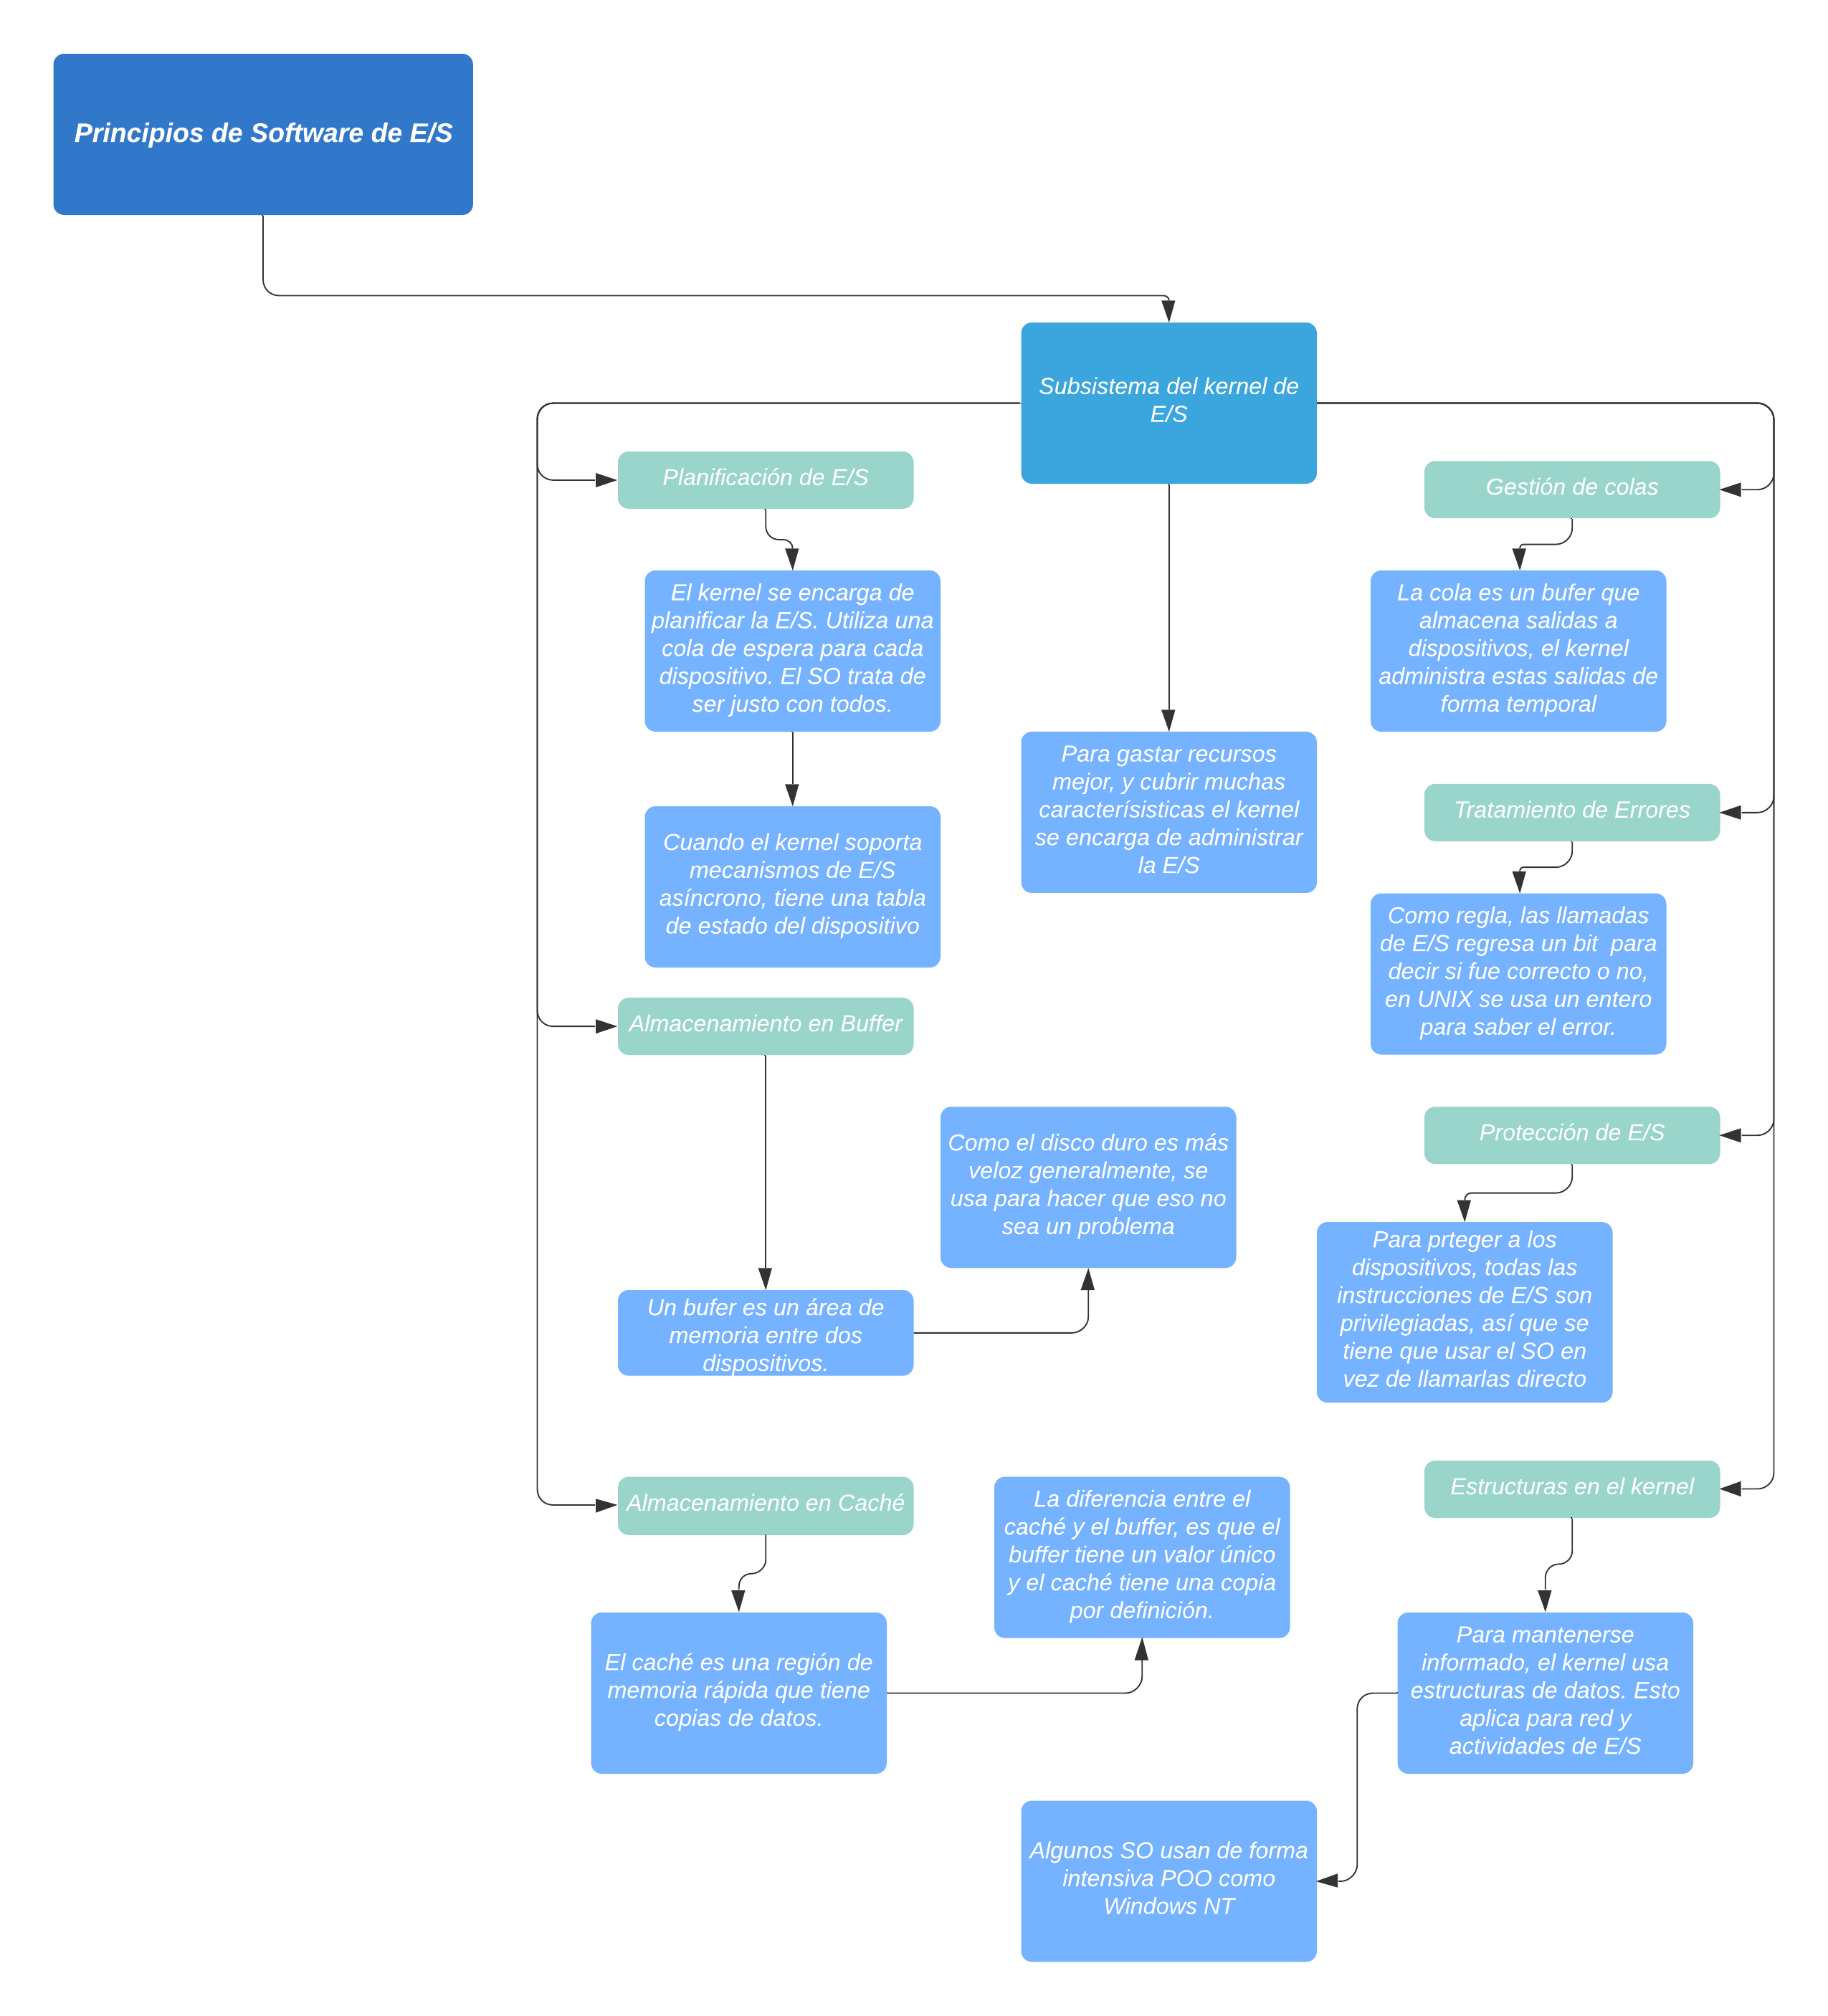 Principios de Software de E/S
Subsistema del kernel de
E/S
Planificación de E/S
El kernel se encarga de
planificar la E/S. Utiliza una
cola de espera para cada
dispositivo. El SO trata de
ser justo con todos.
Cuando el kernel soporta
mecanismos de E/S
asíncrono, tiene una tabla
de estado del dispositivo
Para gastar recursos
mejor, y cubrir muchas
caracterísisticas el kernel
se encarga de administrar
la E/S
Gestión de colas
La cola es un bufer que
almacena salidas a
dispositivos, el kernel
administra estas salidas de
forma temporal
Tratamiento de Errores
Como regla, las llamadas
de E/S regresa un bit  para
decir si fue correcto o no,
en UNIX se usa un entero
para saber el error.
Almacenamiento en Buffer
Un bufer es un área de
memoria entre dos
dispositivos.
Como el disco duro es más
veloz generalmente, se
usa para hacer que eso no
sea un problema
Protección de E/S
Para prteger a los
dispositivos, todas las
instrucciones de E/S son
privilegiadas, así que se
tiene que usar el SO en
vez de llamarlas directo
Almacenamiento en Caché
El caché es una región de
memoria rápida que tiene
copias de datos.
La diferencia entre el
caché y el buffer, es que el
buffer tiene un valor único
y el caché tiene una copia
por definición.
Estructuras en el kernel
Para mantenerse
informado, el kernel usa
estructuras de datos. Esto
aplica para red y
actividades de E/S
Algunos SO usan de forma
intensiva POO como
Windows NT